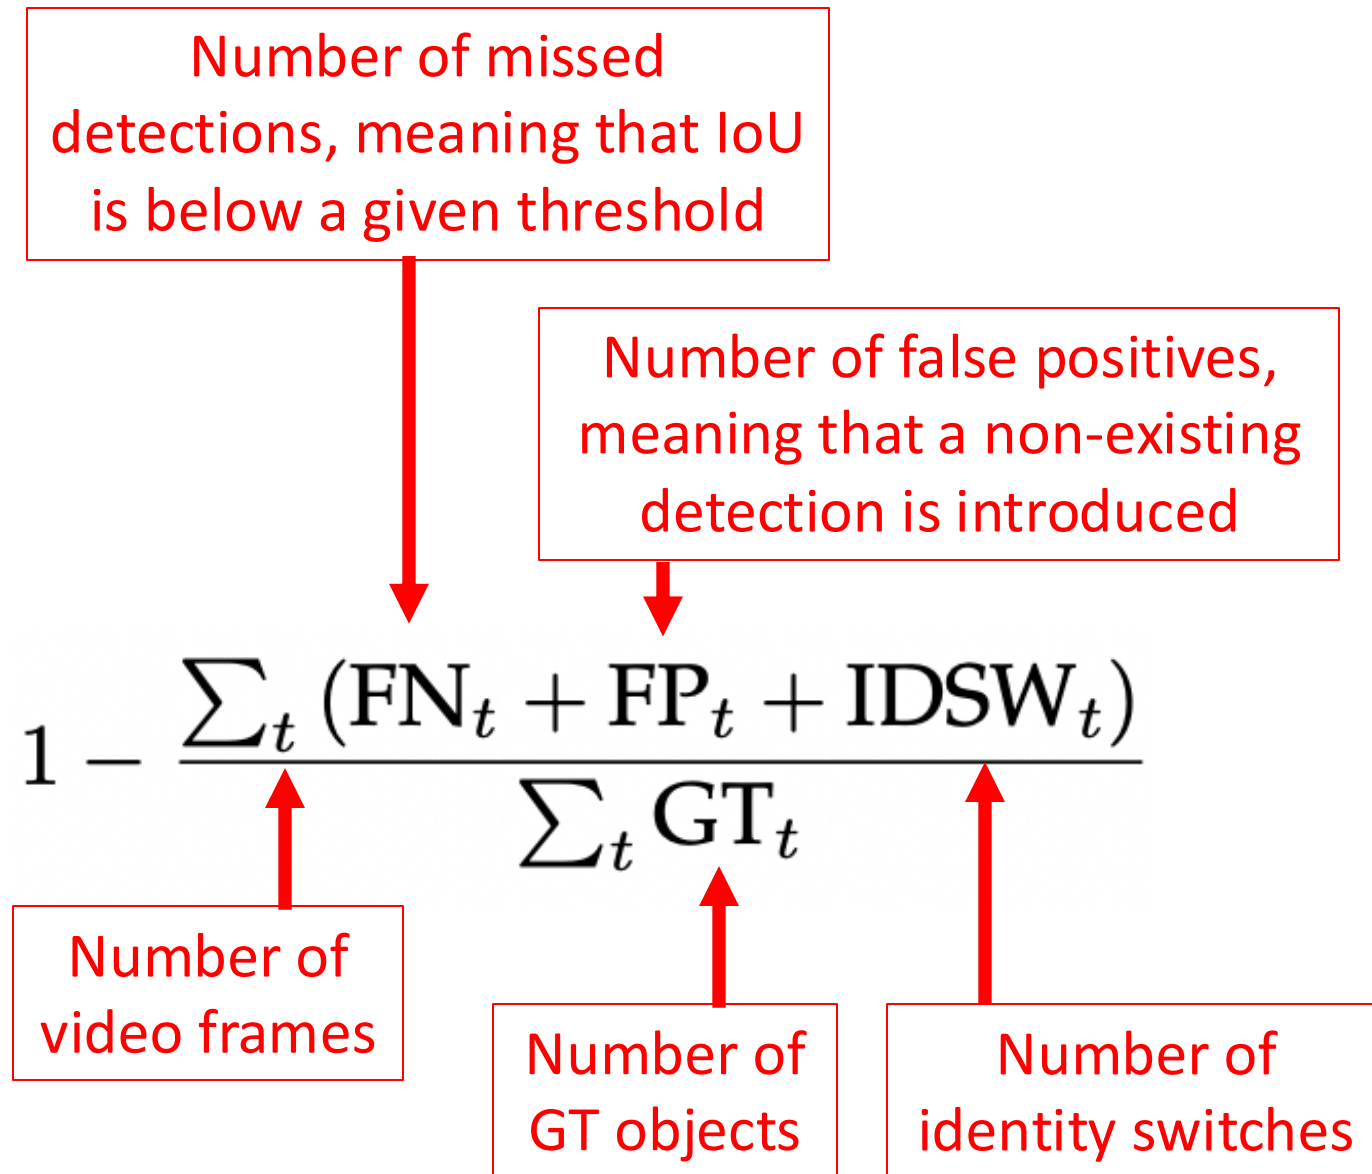 Number of missed
detections, meaning that IoU
is below a given threshold
Number of false positives,
meaning that a non-existing
detection is introduced
1 − ∑t (FNt + FPt + IDSWt)
∑t GTt
Number of
video frames
Number of
GT objects
Number of
identity switches